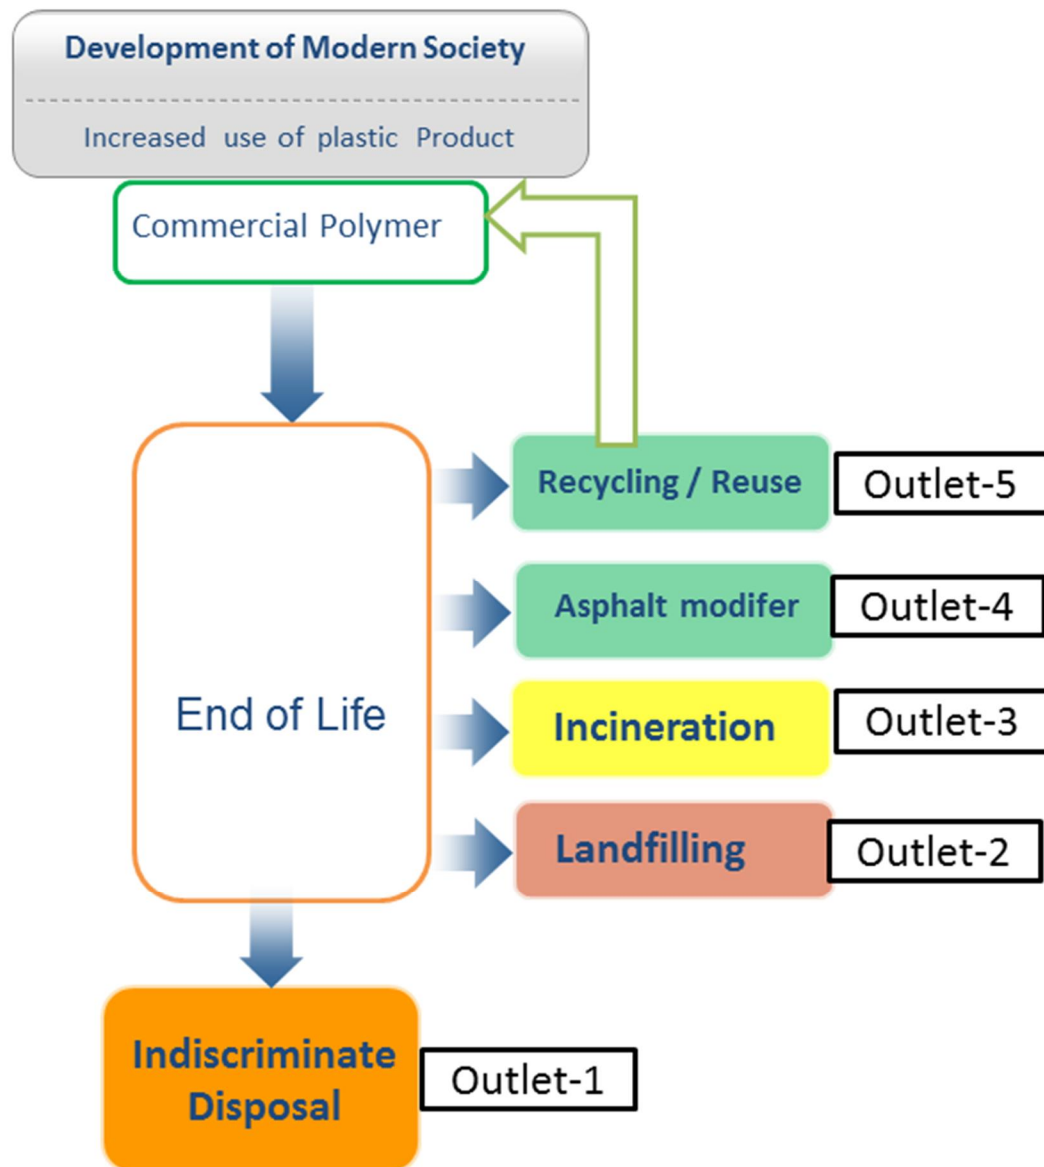 Development of Modern Society
Increased use of plastic Product
Commercial Polymer
End of Life
Recycling / Reuse
Outlet-5
Asphalt modifer
Outlet-4
Incineration
Outlet-3
Landfilling
Outlet-2
Indiscriminate
Disposal
Outlet-1